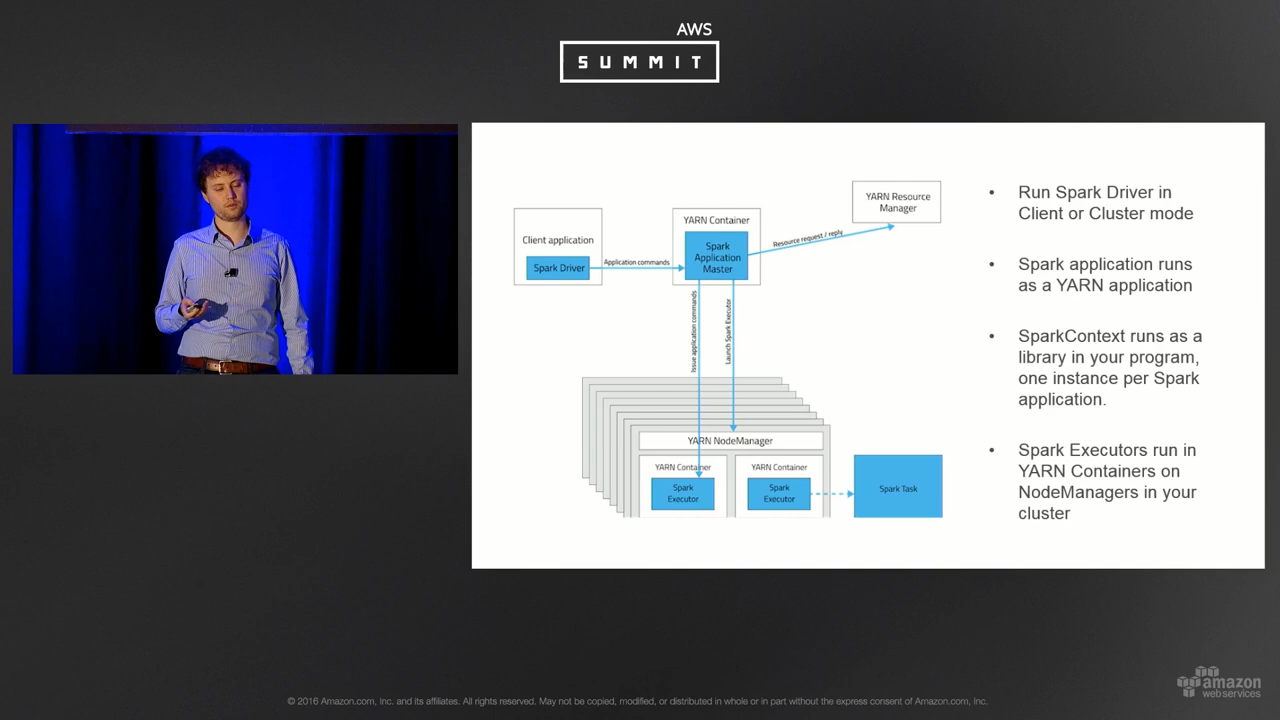 AWS
SUMMIT
Client application
Spark Driver
Application commands
YARN Container
Spark
Application
Master
Resource request / reply
YARN Resource
Manager
Issue application commands
Launch Spark Executor
YARN NodeManager
YARN Container
Spark
Executor
YARN Container
Spark
Executor
Spark Task
• Run Spark Driver in
Client or Cluster mode
• Spark application runs
as a YARN application
• SparkContext runs as a
library in your program,
one instance per Spark
application.
• Spark Executors run in
YARN Containers on
NodeManagers in your
cluster
amazon
web services
© 2016 Amazon.com, Inc. and its affiliates. All rights reserved. May not be copied, modified, or distributed in whole or in part without the express consent of Amazon.com, Inc.